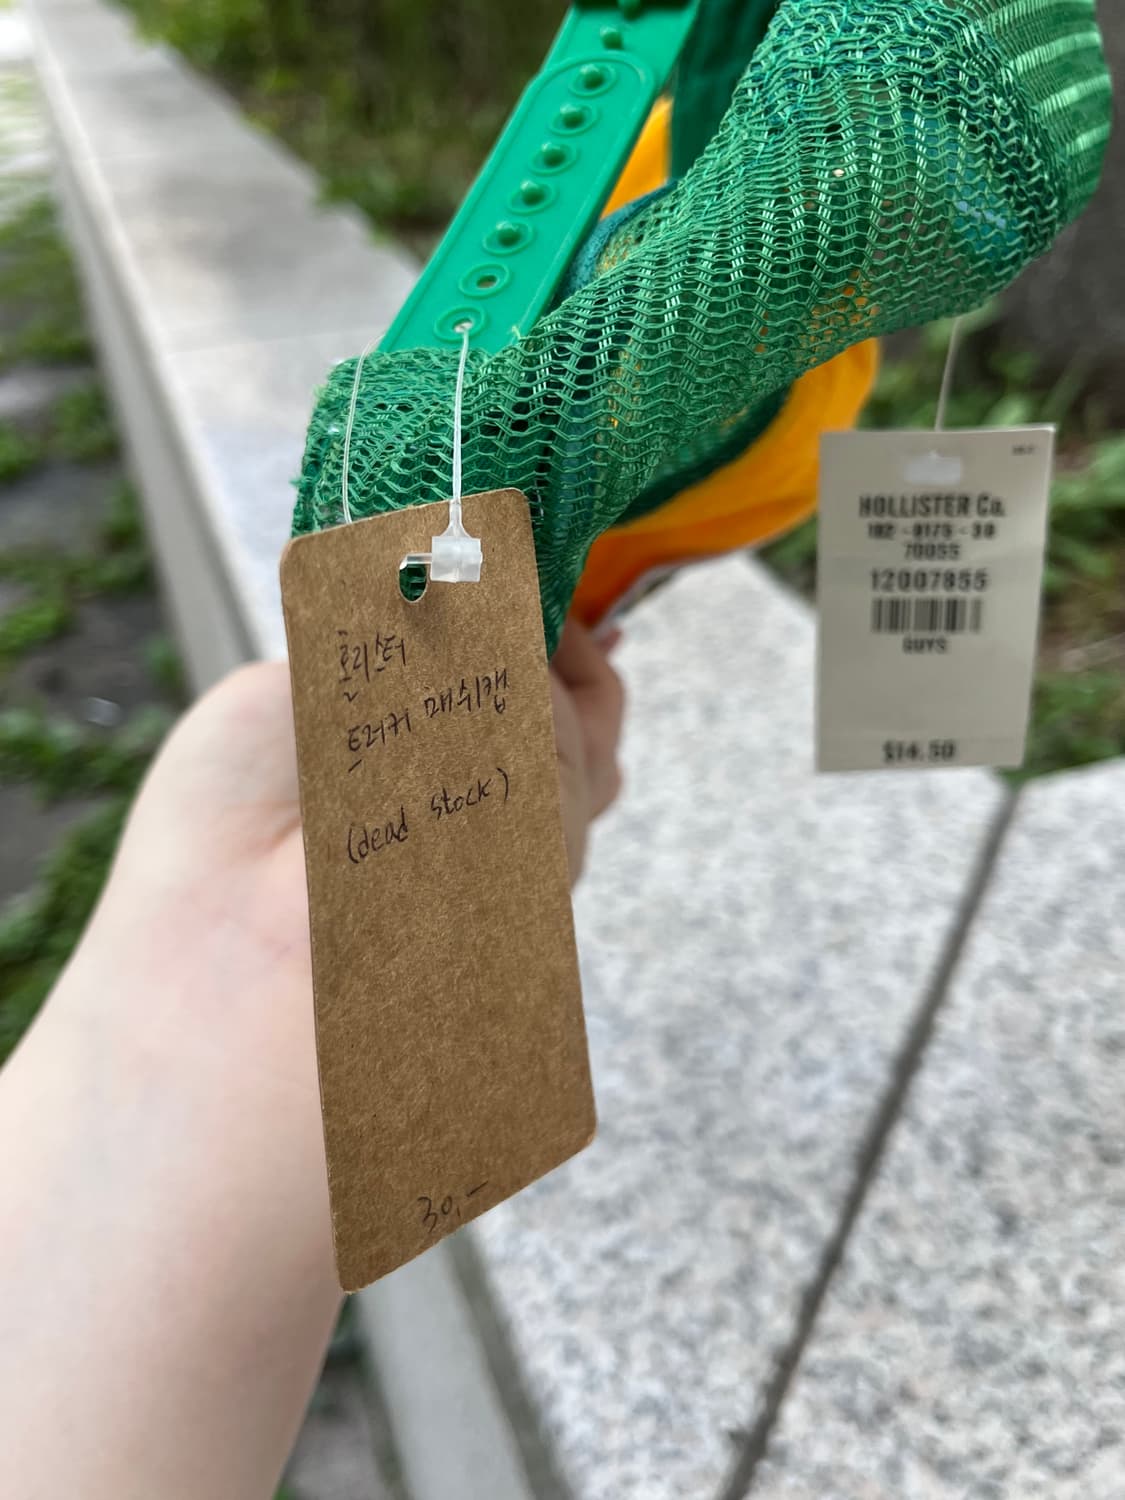 홀리스터
트러커 매쉬캡
(dead stock)
30,-
HOLLISTER Co.
70055
12007855
GUYS
$14.50